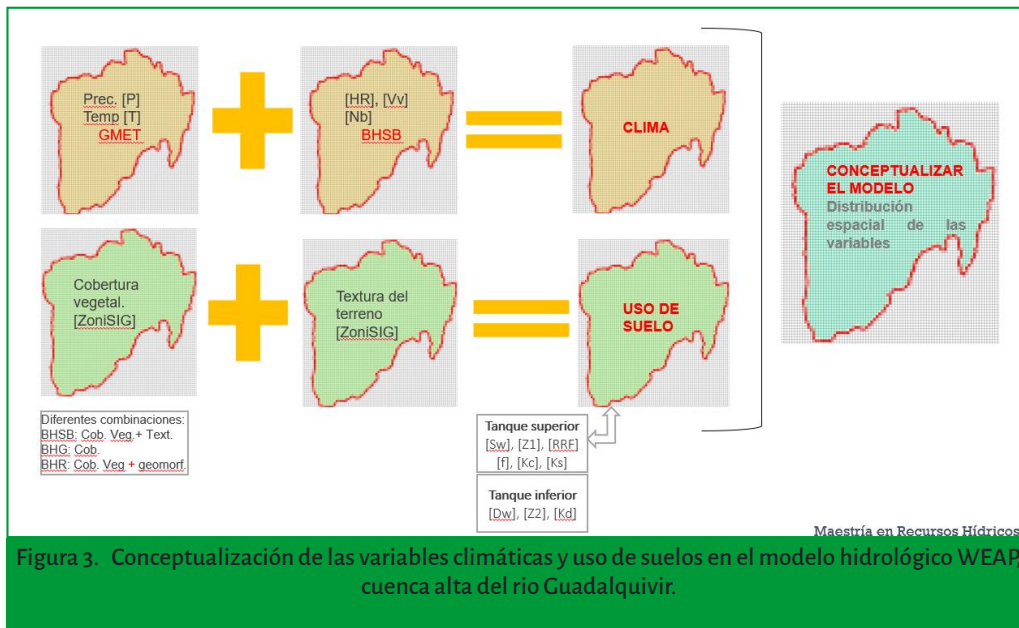 Prec. [P]
Temp [T]
GMET
[HR], [Vv]
[Nb]
BHSB
CLIMA
Cobertura
vegetal.
[ZoniSIG]
Textura del
terreno
[ZoniSIG]
USO DE
SUELO
CONCEPTUALIZAR
EL MODELO
Distribución
espacial de las
variables
Diferentes combinaciones:
BHSB: Cob. Veg.+ Text.
BHG: Cob.
BHR: Cob. Veg + geomorf.
Tanque superior
[Sw], [Z1], [RRF]
[f], [Kc], [Ks]
Tanque inferior
[Dw], [Z2], [Kd]
Maestría en Recursos Hídricos
Figura 3. Conceptualización de las variables climáticas y uso de suelos en el modelo hidrológico WEAP,
cuenca alta del rio Guadalquivir.